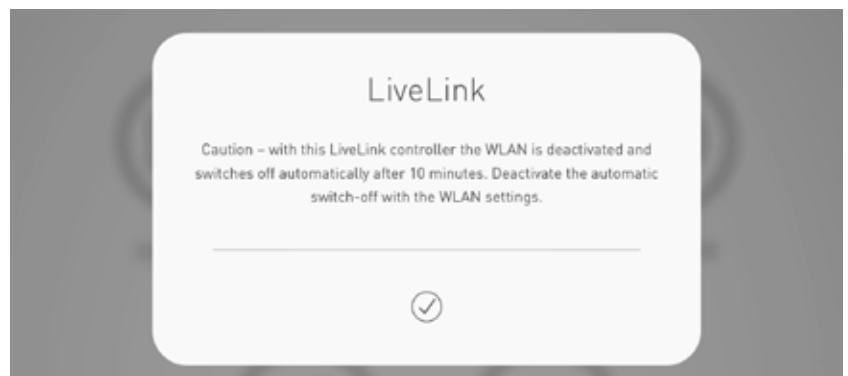 LiveLink
Caution – with this LiveLink controller the WLAN is deactivated and
switches off automatically after 10 minutes. Deactivate the automatic
switch-off with the WLAN settings.